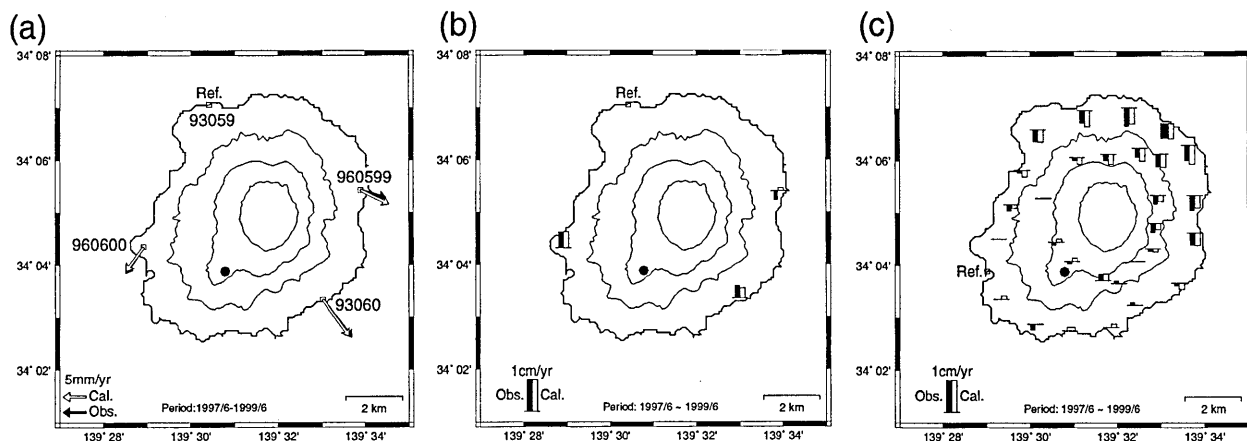 (a)
34° 08'
Ref.
93059
34° 06'
960599
960600
34° 04'
93060
34° 02'
5mm/yr
Cal.
Obs.
Period:1997/6-1999/6
2 km
139° 28'
139° 30'
139° 32'
139° 34'
(b)
34° 08'
Ref.
34° 06'
34° 04'
34° 02'
1cm/yr
Obs. Cal.
Period:1997/6 ~ 1999/6
2 km
139° 28'
139° 30'
139° 32'
139° 34'
(c)
34° 08'
34° 06'
34° 04'
Ref.
34° 02'
1cm/yr
Obs. Cal.
Period:1997/6 ~ 1999/6
2 km
139° 28'
139° 30'
139° 32'
139° 34'